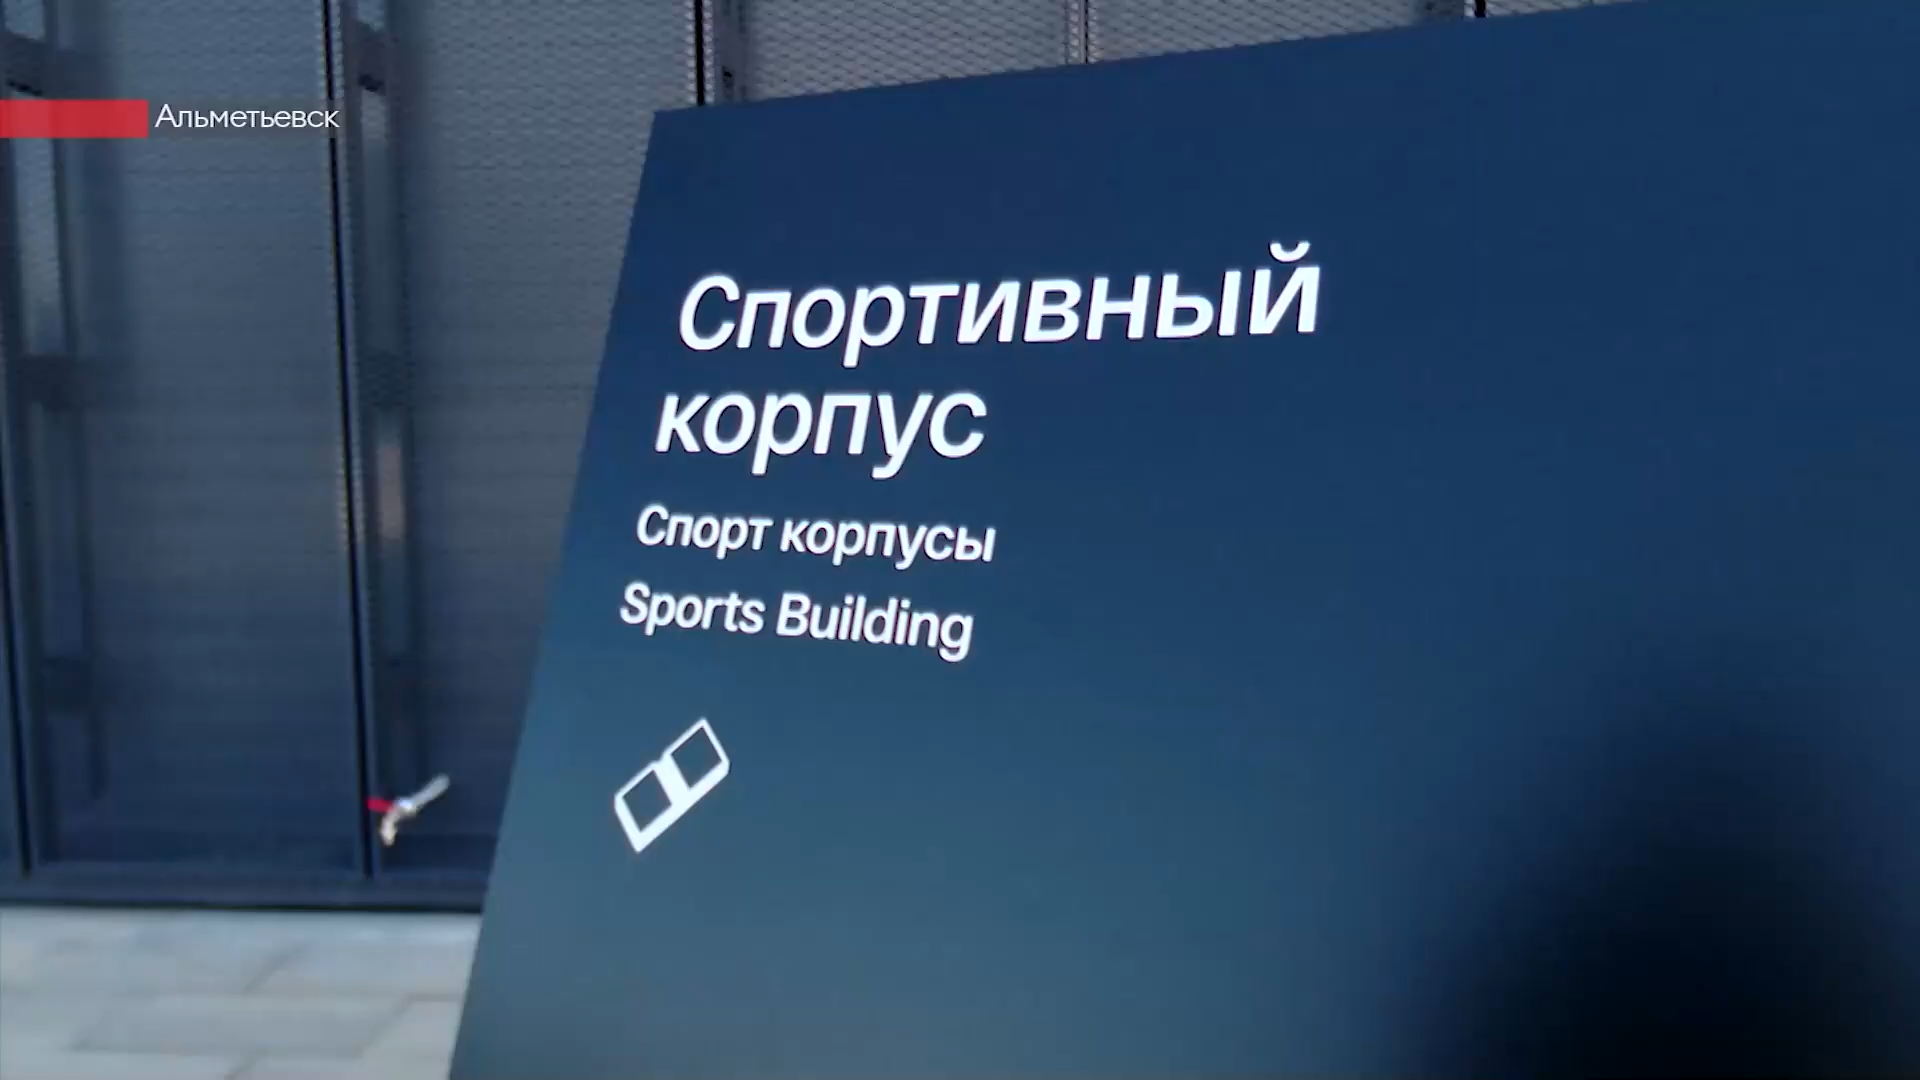 Альметьевск
Спортивный
корпус
Спорт корпусы
Sports Building